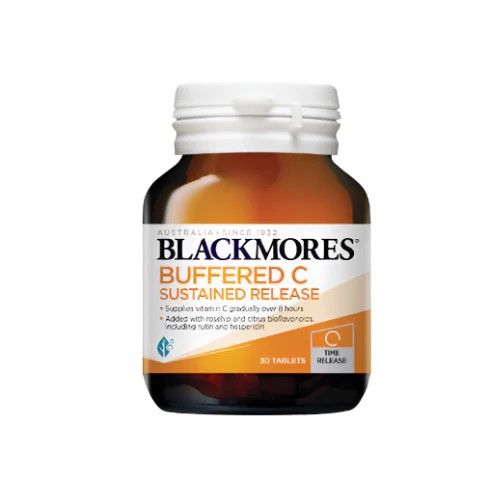 AUSTRALIA • SINCE 1932
BLACKMORES®
BUFFERED C
SUSTAINED RELEASE
• Supplies vitamin C gradually over 8 hours
• Added with rosehip and citrus bioflavonoids,
including rutin and hesperidin
30 TABLETS
C
TIME
RELEASE